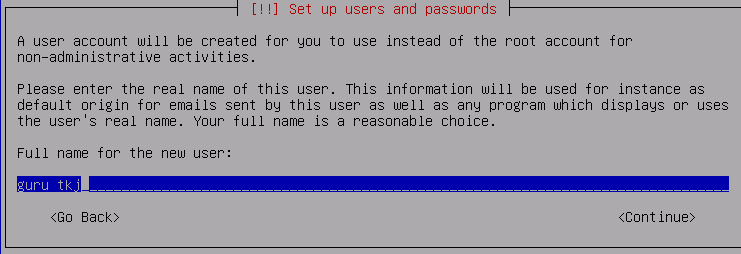 [!!] Set up users and passwords
A user account will be created for you to use instead of the root account for
non-administrative activities.
Please enter the real name of this user. This information will be used for instance as
default origin for emails sent by this user as well as any program which displays or uses
the user's real name. Your full name is a reasonable choice.
Full name for the new user:
guru tkj
<Go Back> <Continue>